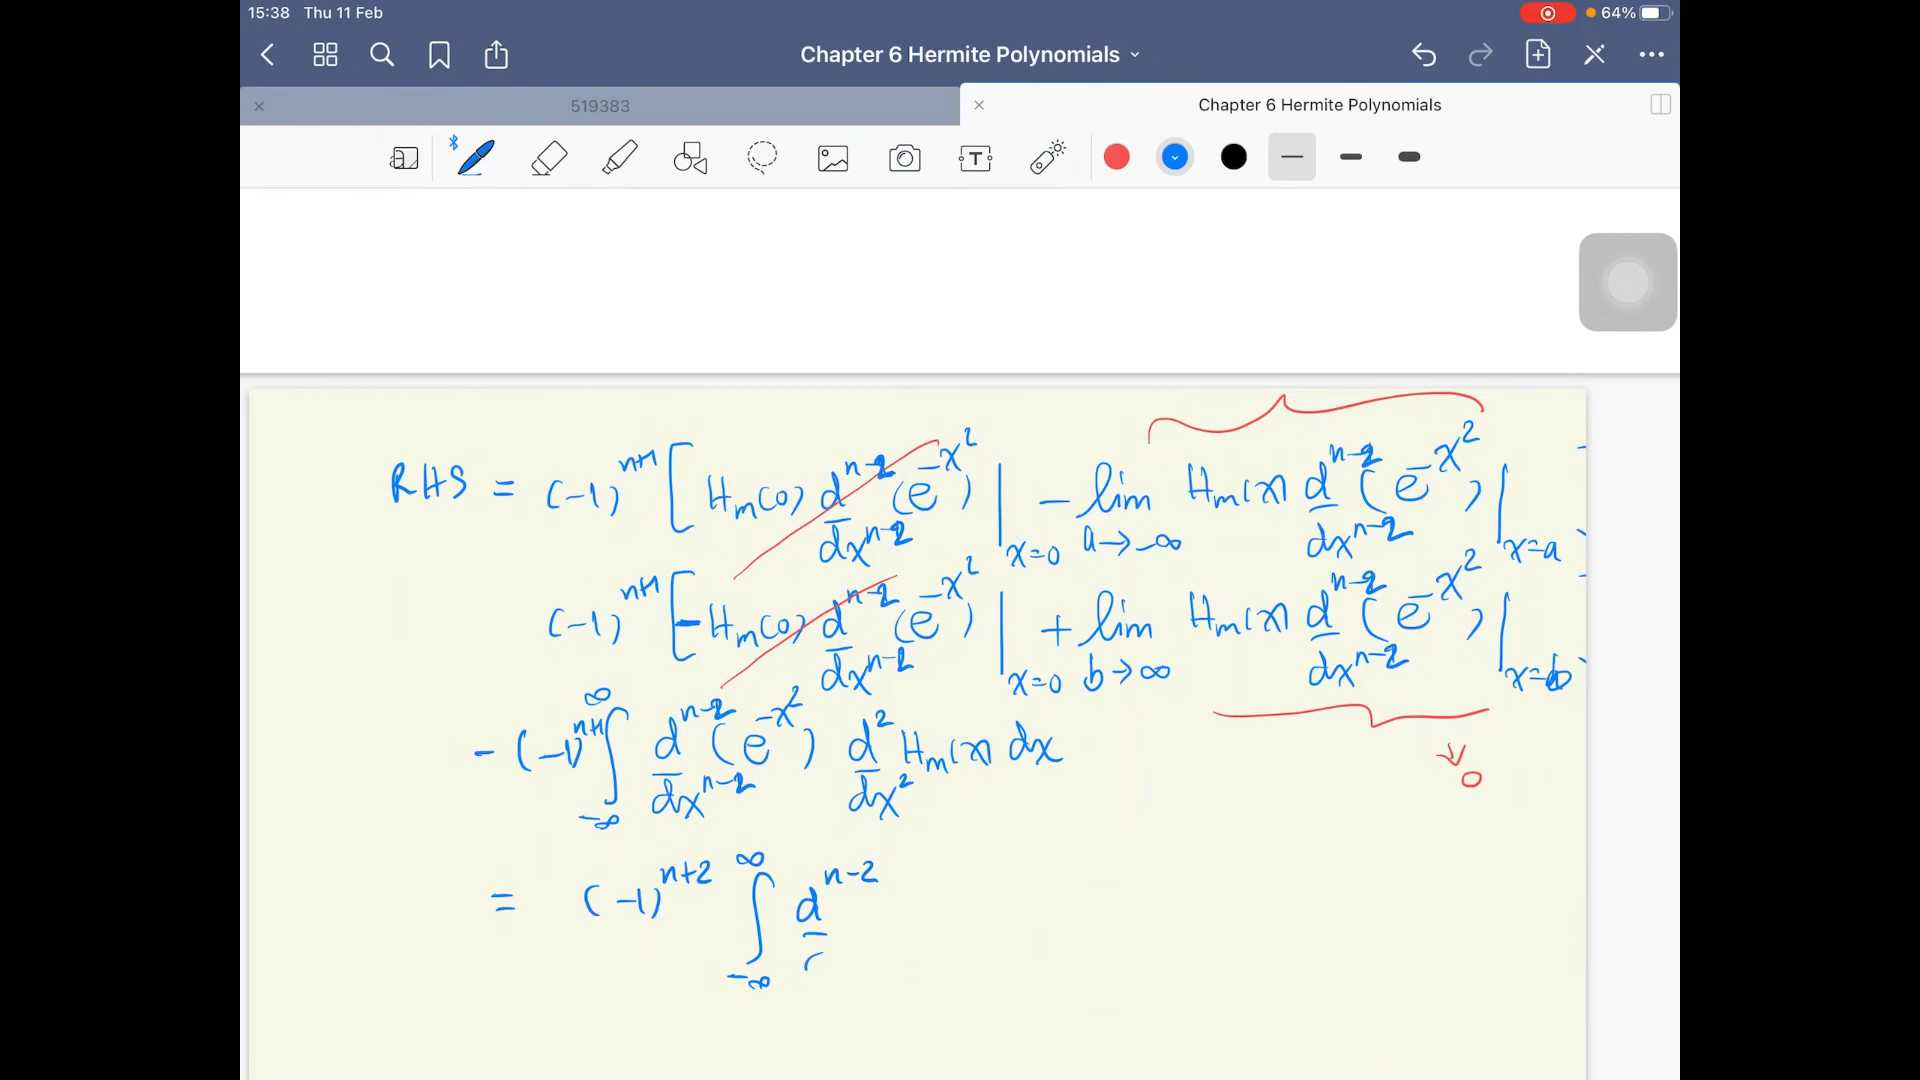 15:38 Thu 11 Feb 64%
Chapter 6 Hermite Polynomials
519383 Chapter 6 Hermite Polynomials
RHS = (-1)^{n+1} [ H_m(0) d^{n-2}/dx^{n-2} (e^{-x^2}) |_{x=0} - lim_{a→-∞} H_m(x) d^{n-2}/dx^{n-2} (e^{-x^2}) |_{x=a}
(-1)^{n+1} [ -H_m(0) d^{n-2}/dx^{n-2} (e^{-x^2}) |_{x=0} + lim_{b→∞} H_m(x) d^{n-2}/dx^{n-2} (e^{-x^2}) |_{x=b}
- (-1)^{n+1} ∫_{-∞}^{∞} d^{n-2}/dx^{n-2} (e^{-x^2}) d^2/dx^2 H_m(x) dx
↓ 0
= (-1)^{n+2} ∫_{-∞}^{∞} d^{n-2}